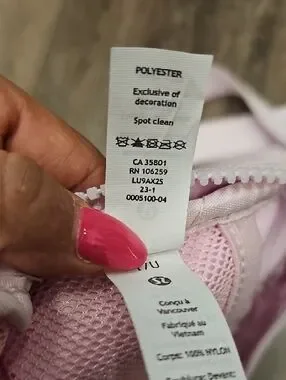 POLYESTER
Exclusive of
decoration
Spot clean
CA 35801
RN 106259
LU9AX2S
23-1
0005100-04
Conçu à
Vancouver
Fabriqué au
Vietnam
Corps: 100% NYLON